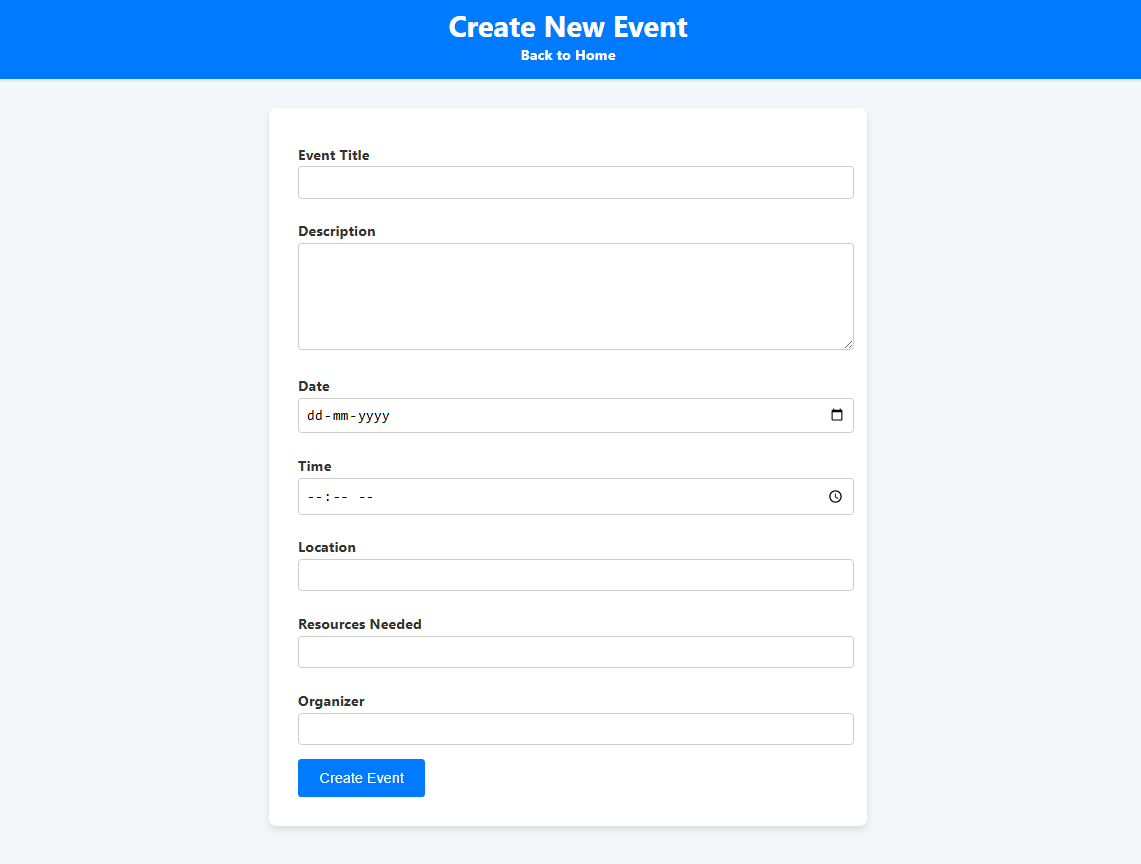 Create New Event
Back to Home
Event Title
Description
Date
dd-mm-yyyy
Time
--:-- --
Location
Resources Needed
Organizer
Create Event